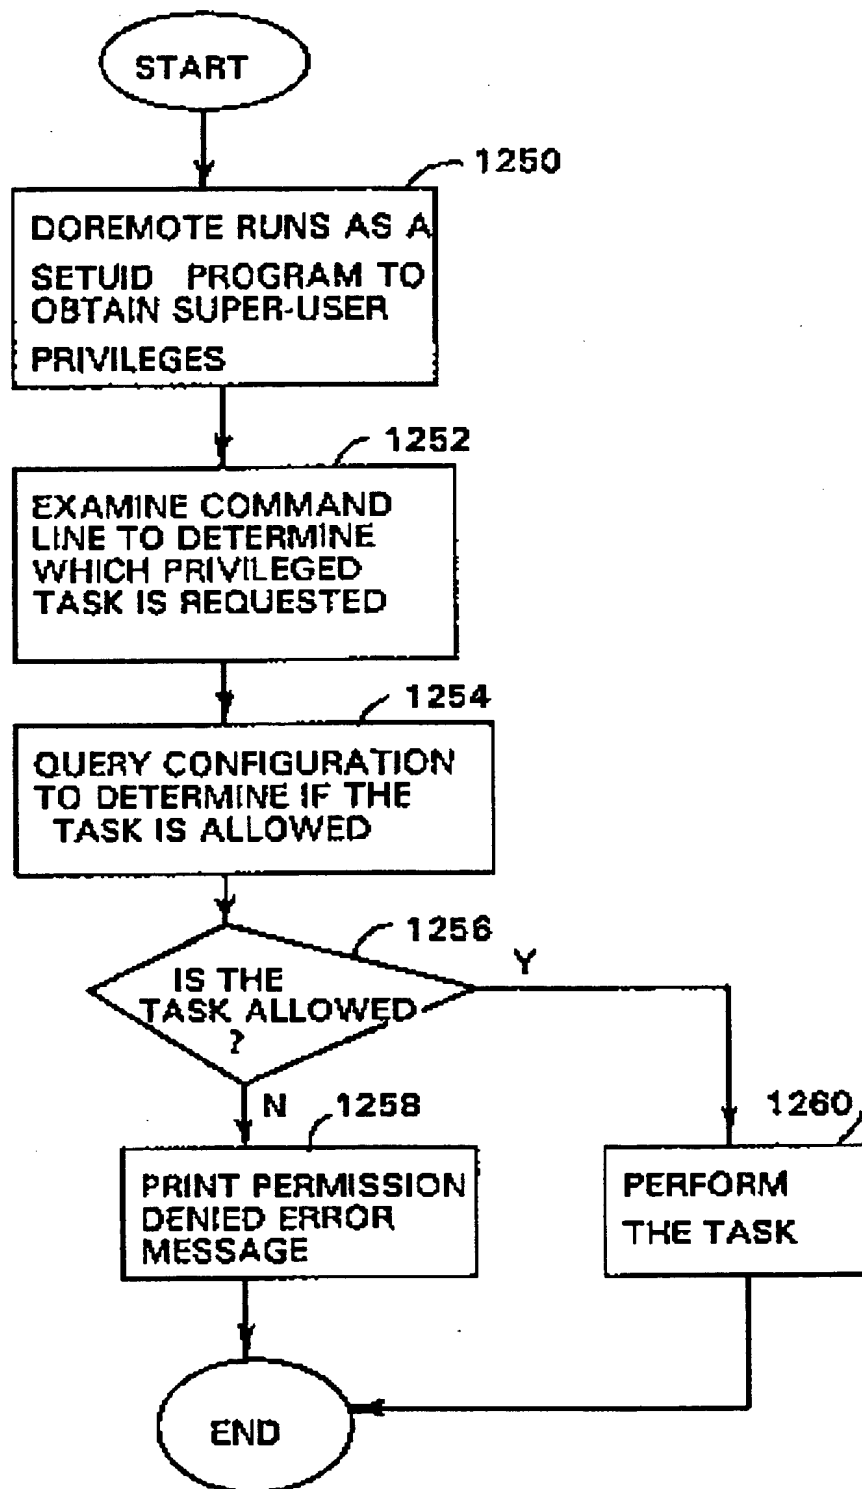 START
1250
DOREMOTE RUNS AS A
SETUID PROGRAM TO
OBTAIN SUPER-USER
PRIVILEGES
1252
EXAMINE COMMAND
LINE TO DETERMINE
WHICH PRIVILEGED
TASK IS REQUESTED
1254
QUERY CONFIGURATION
TO DETERMINE IF THE
TASK IS ALLOWED
1256
IS THE
TASK ALLOWED
?
Y
N
1258
PRINT PERMISSION
DENIED ERROR
MESSAGE
1260
PERFORM
THE TASK
END